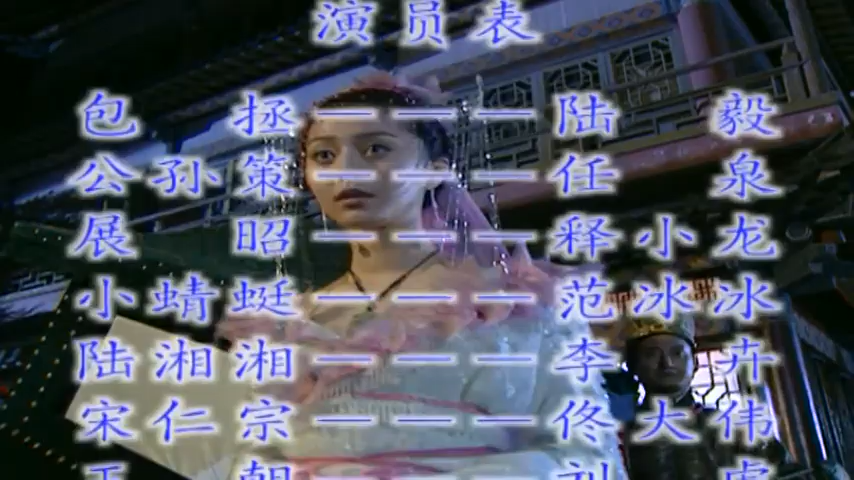 演员表
包 拯———陆 毅
公孙策———任 泉
展 昭———释小龙
小蜻蜓———范冰冰
陆湘湘———李 卉
宋仁宗———佟大伟